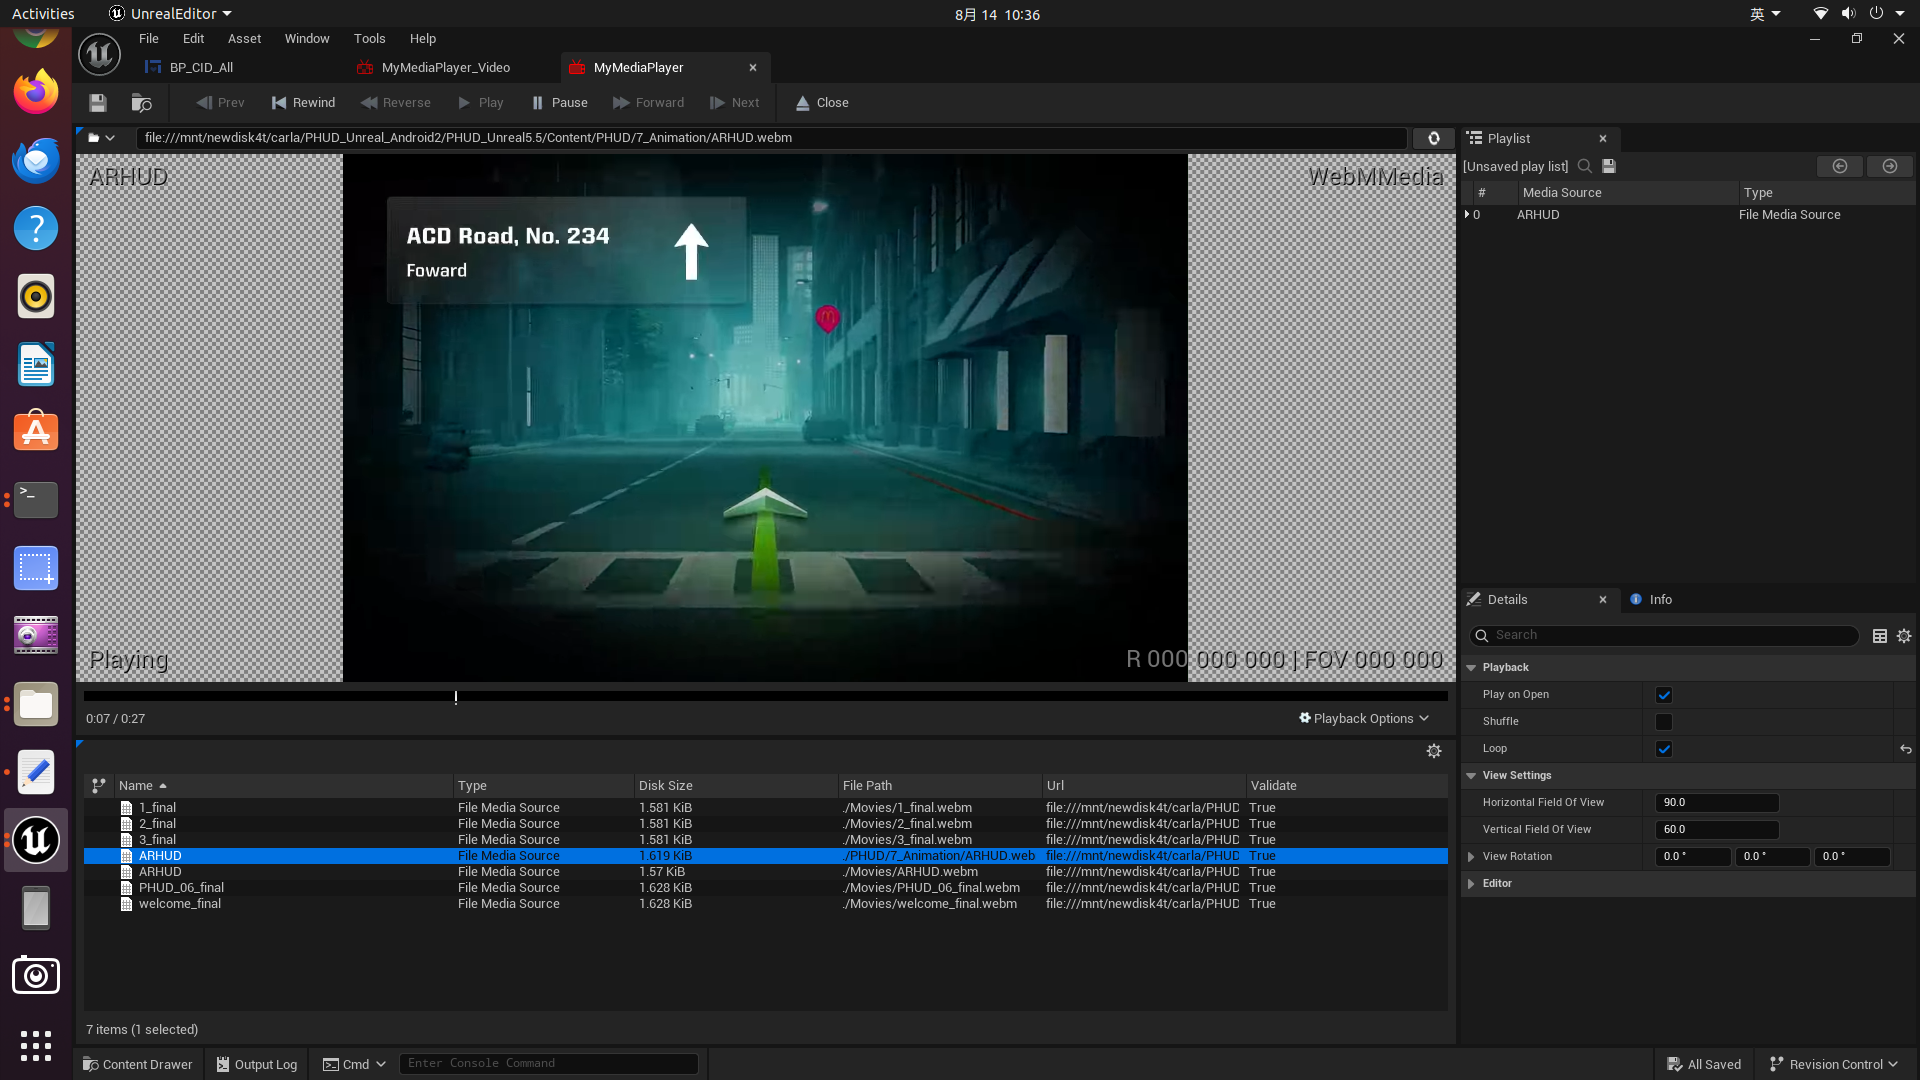 Activities
UnrealEditor
8月 14 10:36
英
File
Edit
Asset
Window
Tools
Help
BP_CID_All
MyMediaPlayer_Video
MyMediaPlayer
Prev
Rewind
Reverse
Play
Pause
Forward
Next
Close
file:///mnt/newdisk4t/carla/PHUD_Unreal_Android2/PHUD_Unreal5.5/Content/PHUD/7_Animation/ARHUD.webm
ARHUD
WebMMedia
ACD Road, No. 234
Foward
Playing
R 000 000 000 | FOV 000 000
0:07 / 0:27
Playback Options
Name Type Disk Size File Path Url Validate
1_final File Media Source 1.581 KiB ./Movies/1_final.webm file:///mnt/newdisk4t/carla/PHUD True
2_final File Media Source 1.581 KiB ./Movies/2_final.webm file:///mnt/newdisk4t/carla/PHUD True
3_final File Media Source 1.581 KiB ./Movies/3_final.webm file:///mnt/newdisk4t/carla/PHUD True
ARHUD File Media Source 1.619 KiB ./PHUD/7_Animation/ARHUD.web file:///mnt/newdisk4t/carla/PHUD True
ARHUD File Media Source 1.57 KiB ./Movies/ARHUD.webm file:///mnt/newdisk4t/carla/PHUD True
PHUD_06_final File Media Source 1.628 KiB ./Movies/PHUD_06_final.webm file:///mnt/newdisk4t/carla/PHUD True
welcome_final File Media Source 1.628 KiB ./Movies/welcome_final.webm file:///mnt/newdisk4t/carla/PHUD True
7 items (1 selected)
Playlist
[Unsaved play list]
# Media Source Type
0 ARHUD File Media Source
Details
Info
Search
Playback
Play on Open
Shuffle
Loop
View Settings
Horizontal Field Of View 90.0
Vertical Field Of View 60.0
View Rotation 0.0 ° 0.0 ° 0.0 °
Editor
Content Drawer
Output Log
Cmd
Enter Console Command
All Saved
Revision Control